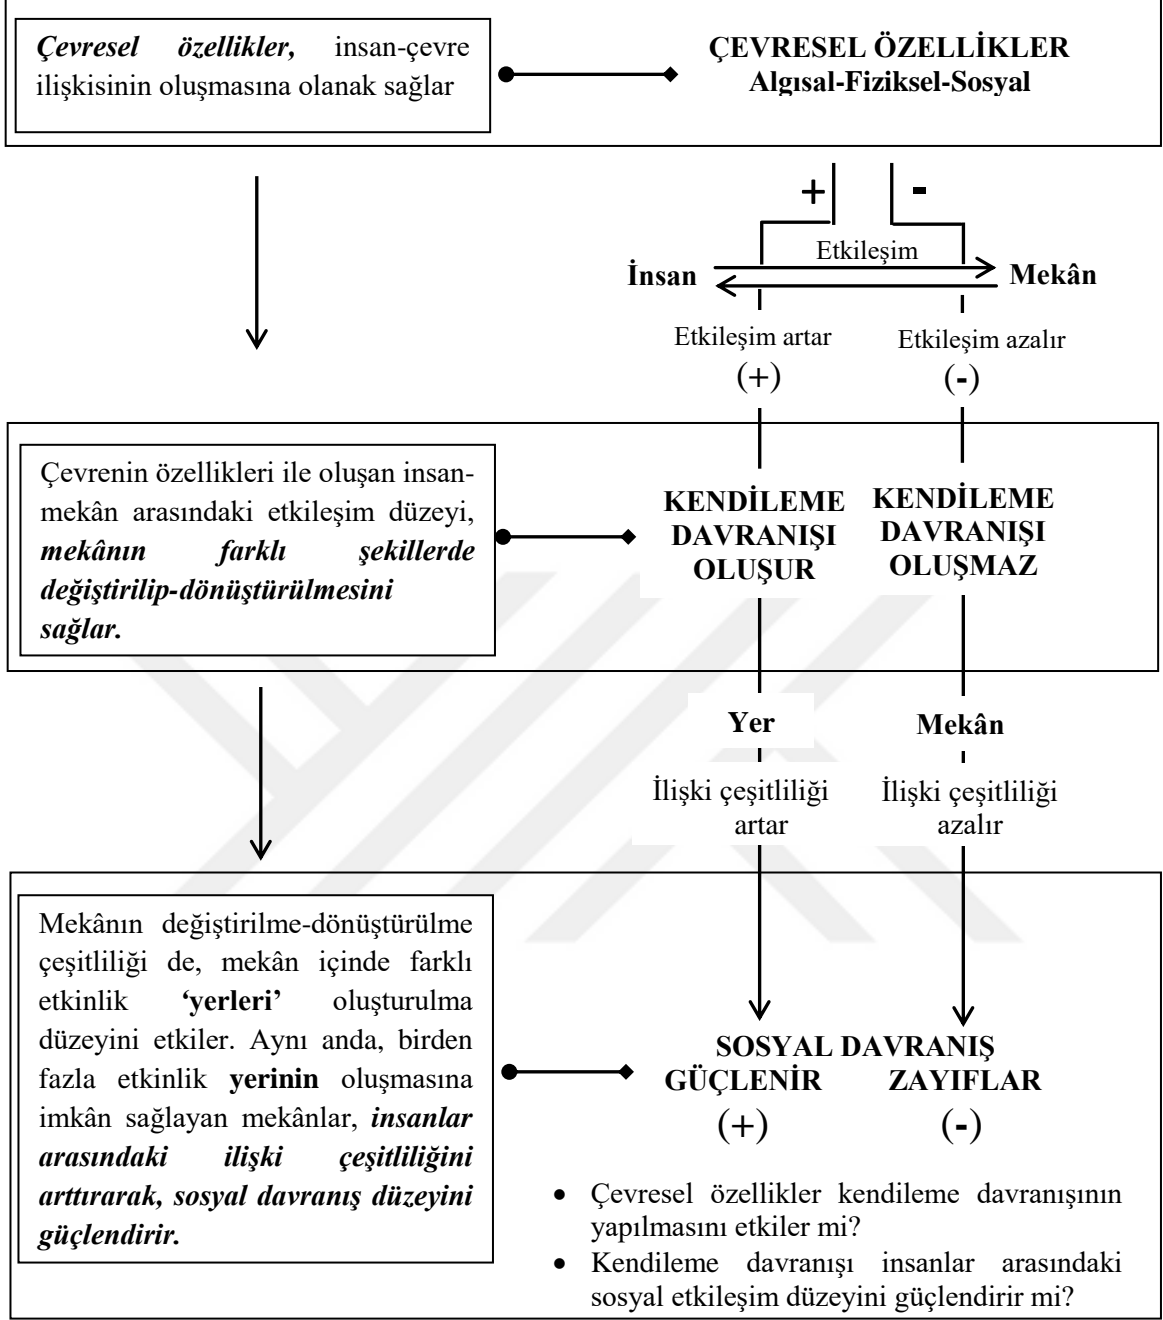 Çevresel özellikler, insan-çevre
ilişkisinin oluşmasına olanak sağlar
ÇEVRESEL ÖZELLİKLER
Algısal-Fiziksel-Sosyal
+ -
Etkileşim
İnsan Mekân
Etkileşim artar Etkileşim azalır
(+) (-)
Çevrenin özellikleri ile oluşan insan-
mekân arasındaki etkileşim düzeyi,
mekânın farklı şekillerde
değiştirilip-dönüştürülmesini
sağlar.
KENDİLEME
DAVRANIŞI
OLUŞUR
KENDİLEME
DAVRANIŞI
OLUŞMAZ
Yer Mekân
İlişki çeşitliliği
artar
İlişki çeşitliliği
azalır
Mekânın değiştirilme-dönüştürülme
çeşitliliği de, mekân içinde farklı
etkinlik ‘yerleri’ oluşturulma
düzeyini etkiler. Aynı anda, birden
fazla etkinlik yerinin oluşmasına
imkân sağlayan mekânlar, insanlar
arasındaki ilişki çeşitliliğini
arttırarak, sosyal davranış düzeyini
güçlendirir.
SOSYAL DAVRANIŞ
GÜÇLENİR ZAYIFLAR
(+) (-)
• Çevresel özellikler kendileme davranışının
yapılmasını etkiler mi?
• Kendileme davranışı insanlar arasındaki
sosyal etkileşim düzeyini güçlendirir mi?